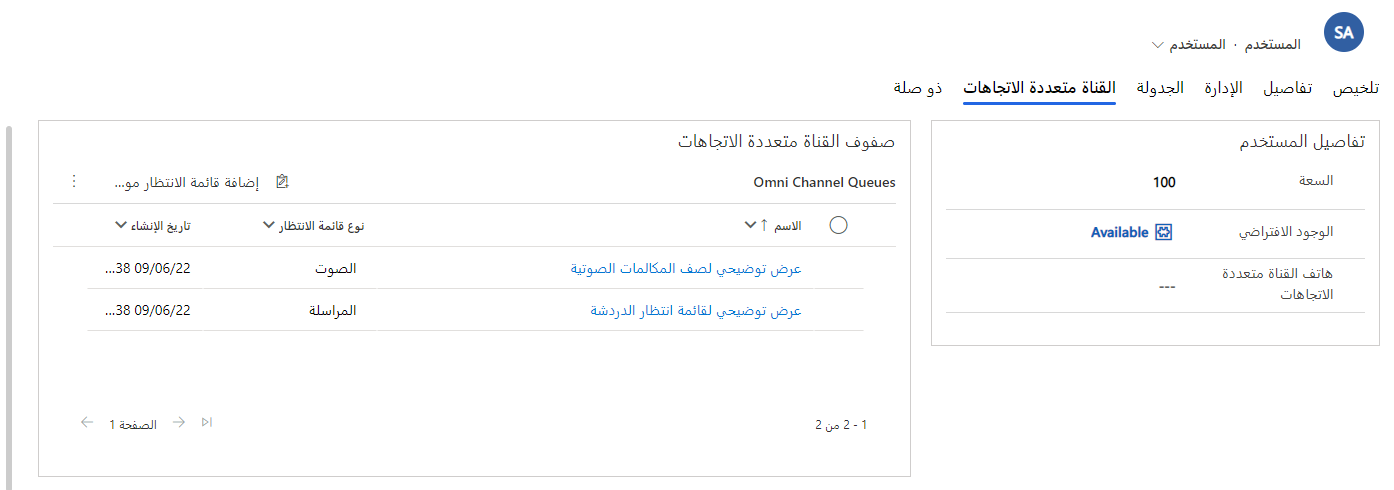 SA
المستخدم · المستخدم
تلخيص تفاصيل الإدارة الجدولة القناة متعددة الاتجاهات ذو صلة
تفاصيل المستخدم
السعة 100
الوجود الافتراضي Available
هاتف القناة متعددة
الاتجاهات
---
صفوف القناة متعددة الاتجاهات
Omni Channel Queues
إضافة قائمة الانتظار مو...
الاسم ↑ نوع قائمة الانتظار تاريخ الإنشاء
عرض توضيحي لصف المكالمات الصوتية الصوت 09/06/22 38...
عرض توضيحي لقائمة انتظار الدردشة المراسلة 09/06/22 38...
1 - 2 من 2
الصفحة 1